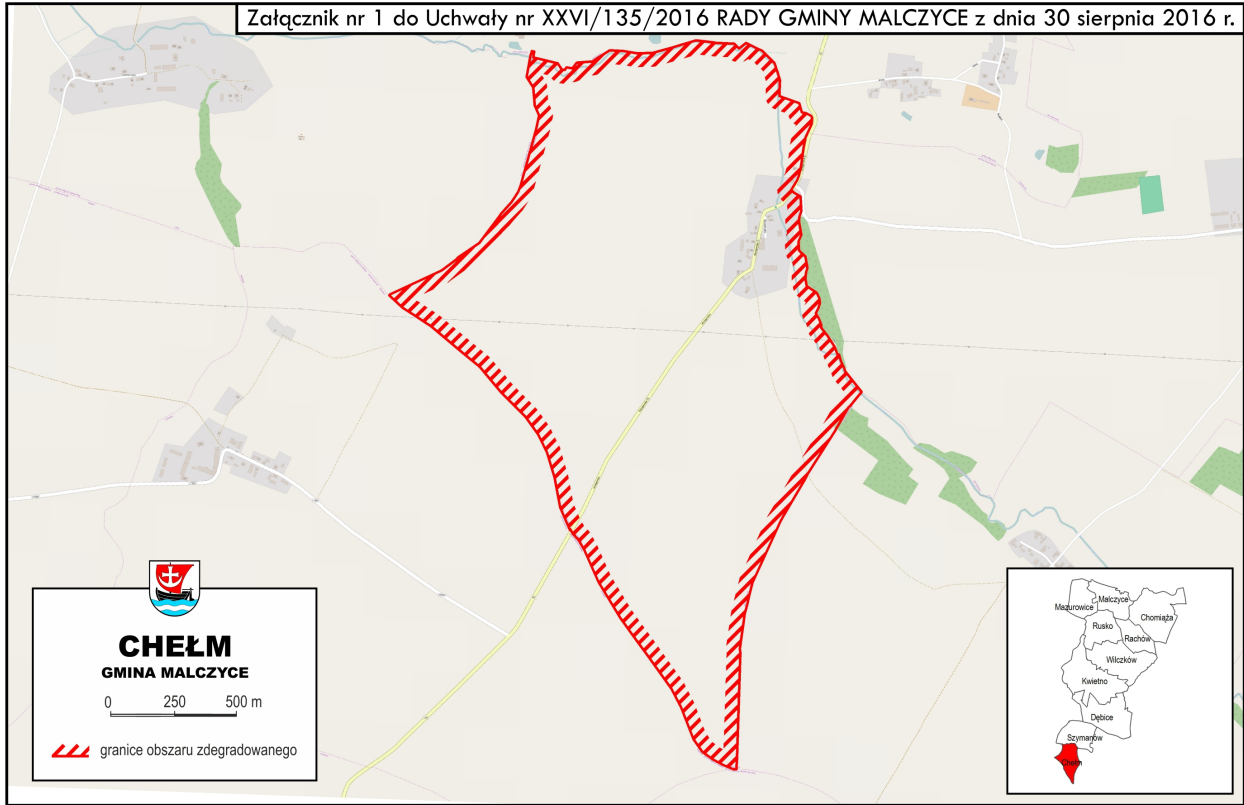 Załącznik nr 1 do Uchwały nr XXVI/135/2016 RADY GMINY MALCZYCE z dnia 30 sierpnia 2016 r.
CHEŁM
GMINA MALCZYCE
0 250 500 m
granice obszaru zdegradowanego
Malczyce
Mazurowice
Chomiąża
Rusko
Rachów
Wilczków
Kwietno
Dębice
Szymanów
Chełm